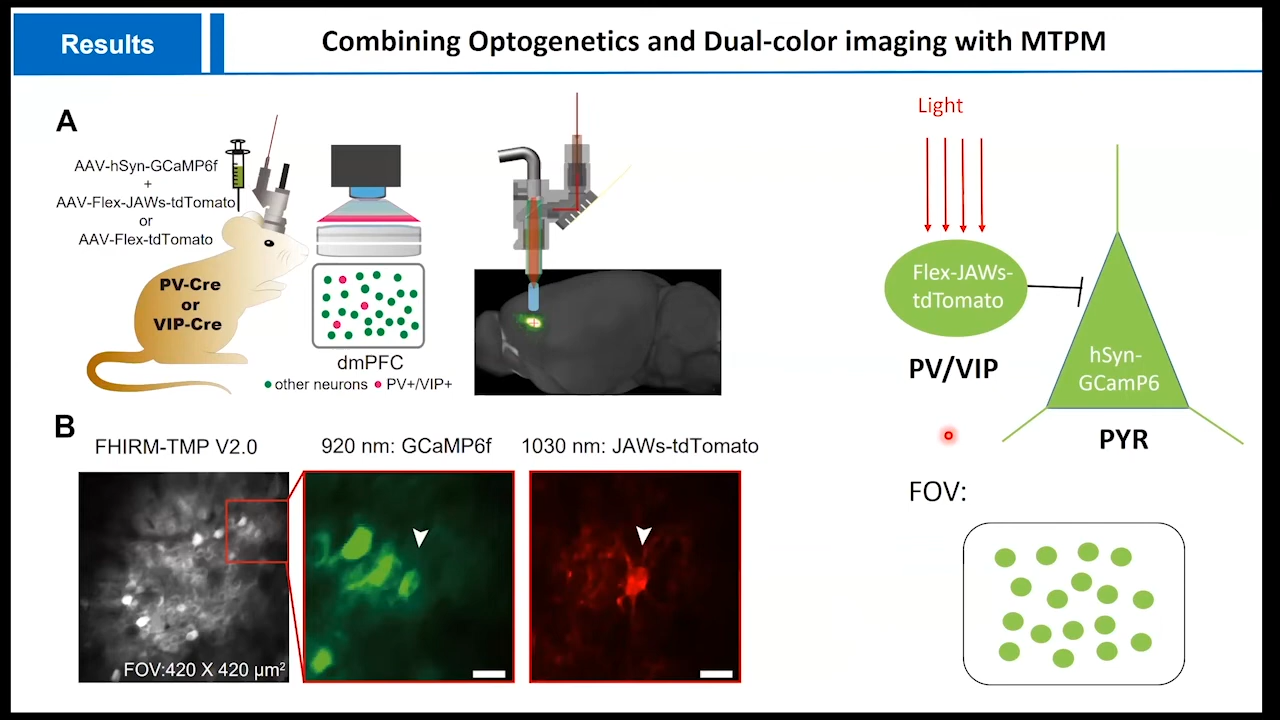 Results
Combining Optogenetics and Dual-color imaging with MTPM
A
AAV-hSyn-GCaMP6f
+
AAV-Flex-JAWs-tdTomato
or
AAV-Flex-tdTomato
PV-Cre
or
VIP-Cre
dmPFC
other neurons PV+/VIP+
Light
Flex-JAWs-
tdTomato
PV/VIP
hSyn-
GCamP6
PYR
B
FHIRM-TMP V2.0
920 nm: GCaMP6f
1030 nm: JAWs-tdTomato
FOV:420 X 420 µm²
FOV: